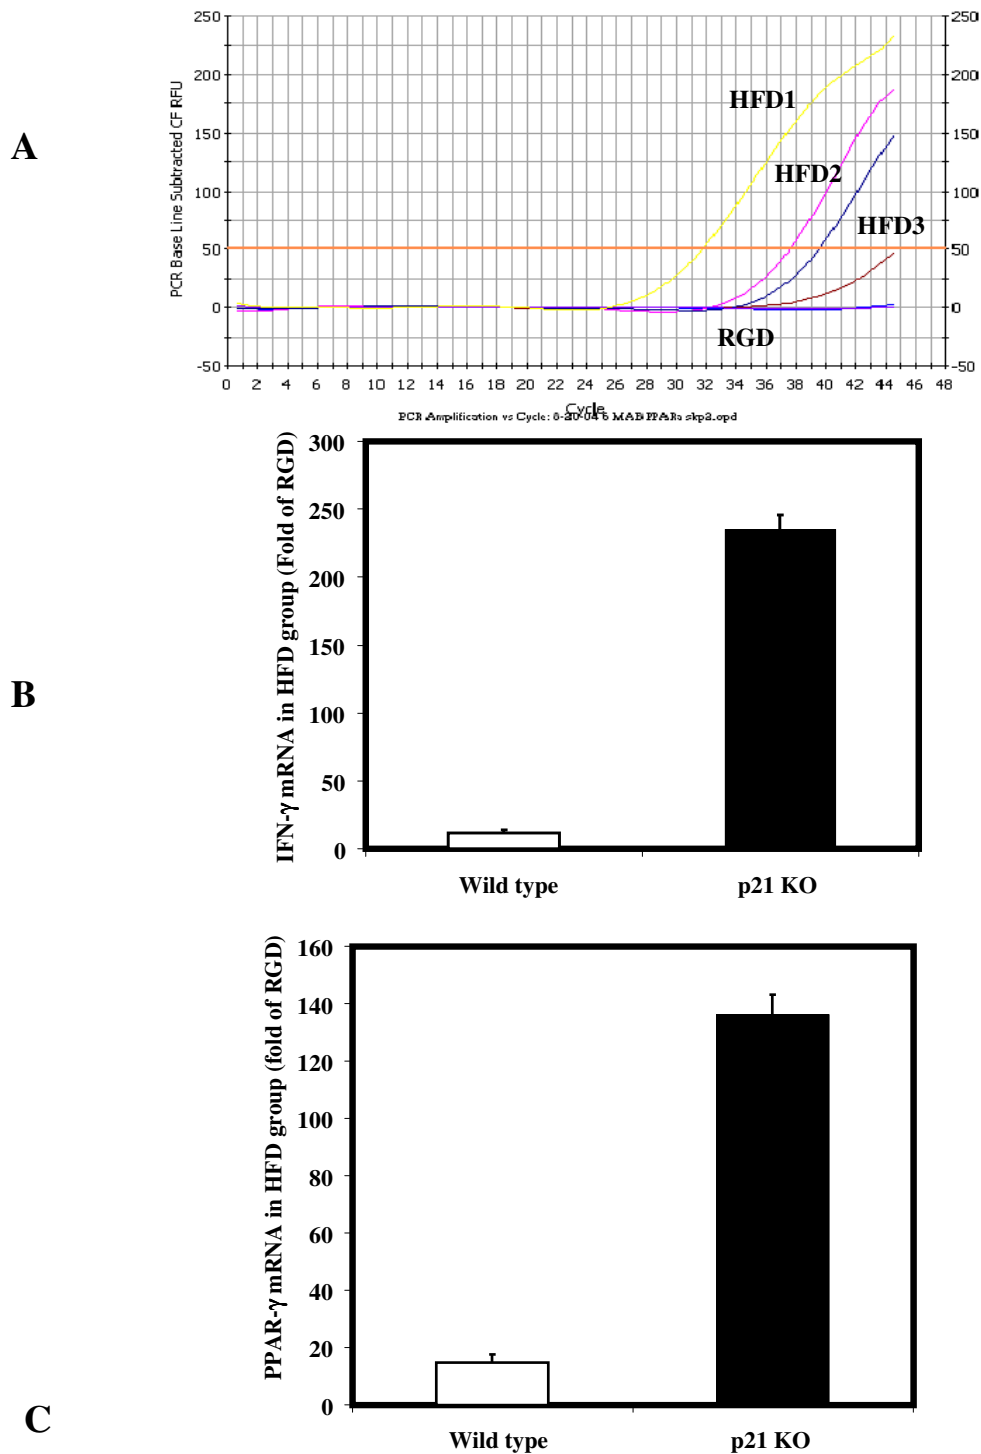 A
PCR Base Line Subtracted CF RFU
250
200
150
100
50
0
-50
250
200
150
100
50
0
-50
HFD1
HFD2
HFD3
RGD
0 2 4 6 8 10 12 14 16 18 20 22 24 26 28 30 32 34 36 38 40 42 44 46 48
Cycle
PCR Amplification vs Cycle:
B
IFN-γ mRNA in HFD group (Fold of RGD)
300
250
200
150
100
50
0
Wild type p21 KO
C
PPAR-γ mRNA in HFD group (fold of RGD)
160
140
120
100
80
60
40
20
0
Wild type p21 KO